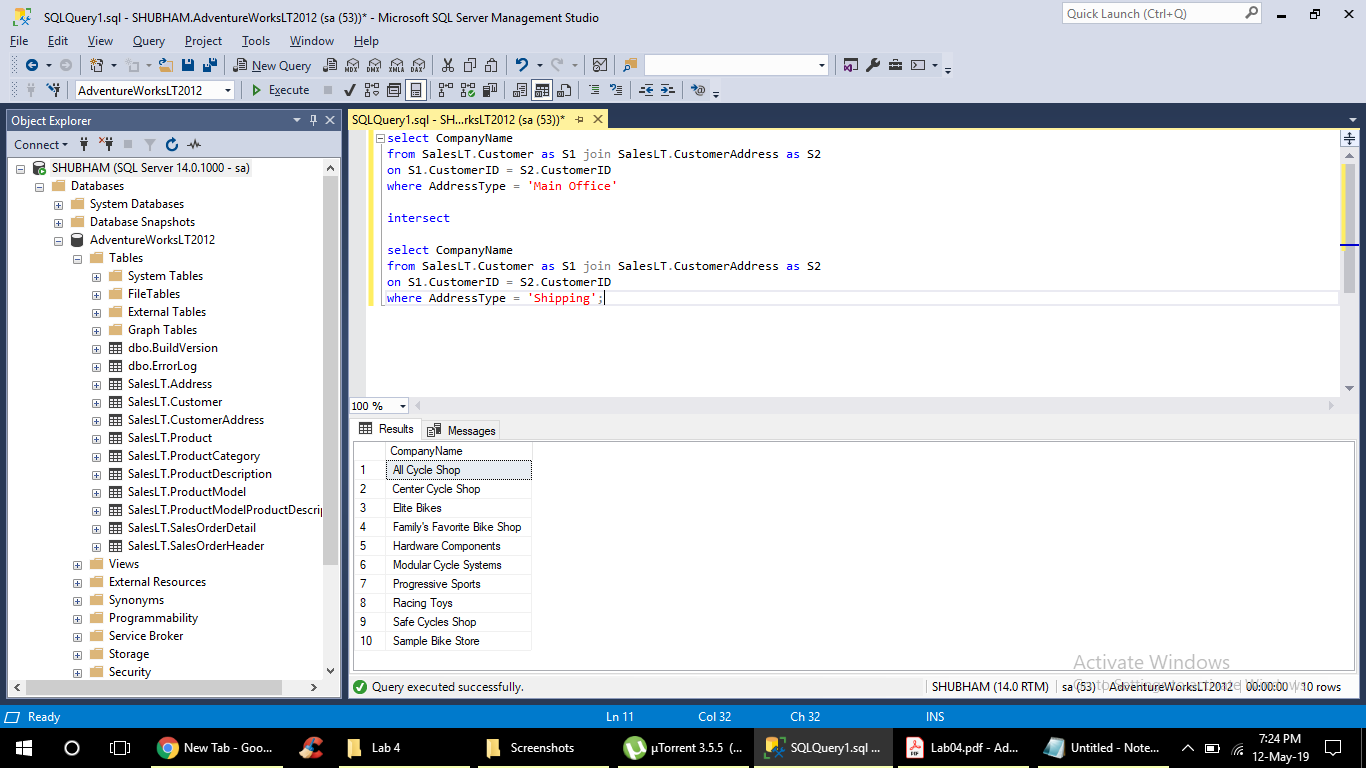 SQLQuery1.sql - SHUBHAM.AdventureWorksLT2012 (sa (53))* - Microsoft SQL Server Management Studio
Quick Launch (Ctrl+Q)
File Edit View Query Project Tools Window Help
New Query MDX DMX XMLA DAX
AdventureWorksLT2012 Execute
Object Explorer
Connect
SHUBHAM (SQL Server 14.0.1000 - sa)
Databases
System Databases
Database Snapshots
AdventureWorksLT2012
Tables
System Tables
FileTables
External Tables
Graph Tables
dbo.BuildVersion
dbo.ErrorLog
SalesLT.Address
SalesLT.Customer
SalesLT.CustomerAddress
SalesLT.Product
SalesLT.ProductCategory
SalesLT.ProductDescription
SalesLT.ProductModel
SalesLT.ProductModelProductDescrip
SalesLT.SalesOrderDetail
SalesLT.SalesOrderHeader
Views
External Resources
Synonyms
Programmability
Service Broker
Storage
Security
SQLQuery1.sql - SH...rksLT2012 (sa (53))*
select CompanyName
from SalesLT.Customer as S1 join SalesLT.CustomerAddress as S2
on S1.CustomerID = S2.CustomerID
where AddressType = 'Main Office'
intersect
select CompanyName
from SalesLT.Customer as S1 join SalesLT.CustomerAddress as S2
on S1.CustomerID = S2.CustomerID
where AddressType = 'Shipping';
100 %
Results Messages
CompanyName
1 All Cycle Shop
2 Center Cycle Shop
3 Elite Bikes
4 Family's Favorite Bike Shop
5 Hardware Components
6 Modular Cycle Systems
7 Progressive Sports
8 Racing Toys
9 Safe Cycles Shop
10 Sample Bike Store
Activate Windows
Go to Settings to activate Windows.
Query executed successfully. SHUBHAM (14.0 RTM) sa (53) AdventureWorksLT2012 00:00:00 10 rows
Ready Ln 11 Col 32 Ch 32 INS
New Tab - Goo... Lab 4 Screenshots µTorrent 3.5.5 (... SQLQuery1.sql ... Lab04.pdf - Ad... Untitled - Note...
7:24 PM
12-May-19